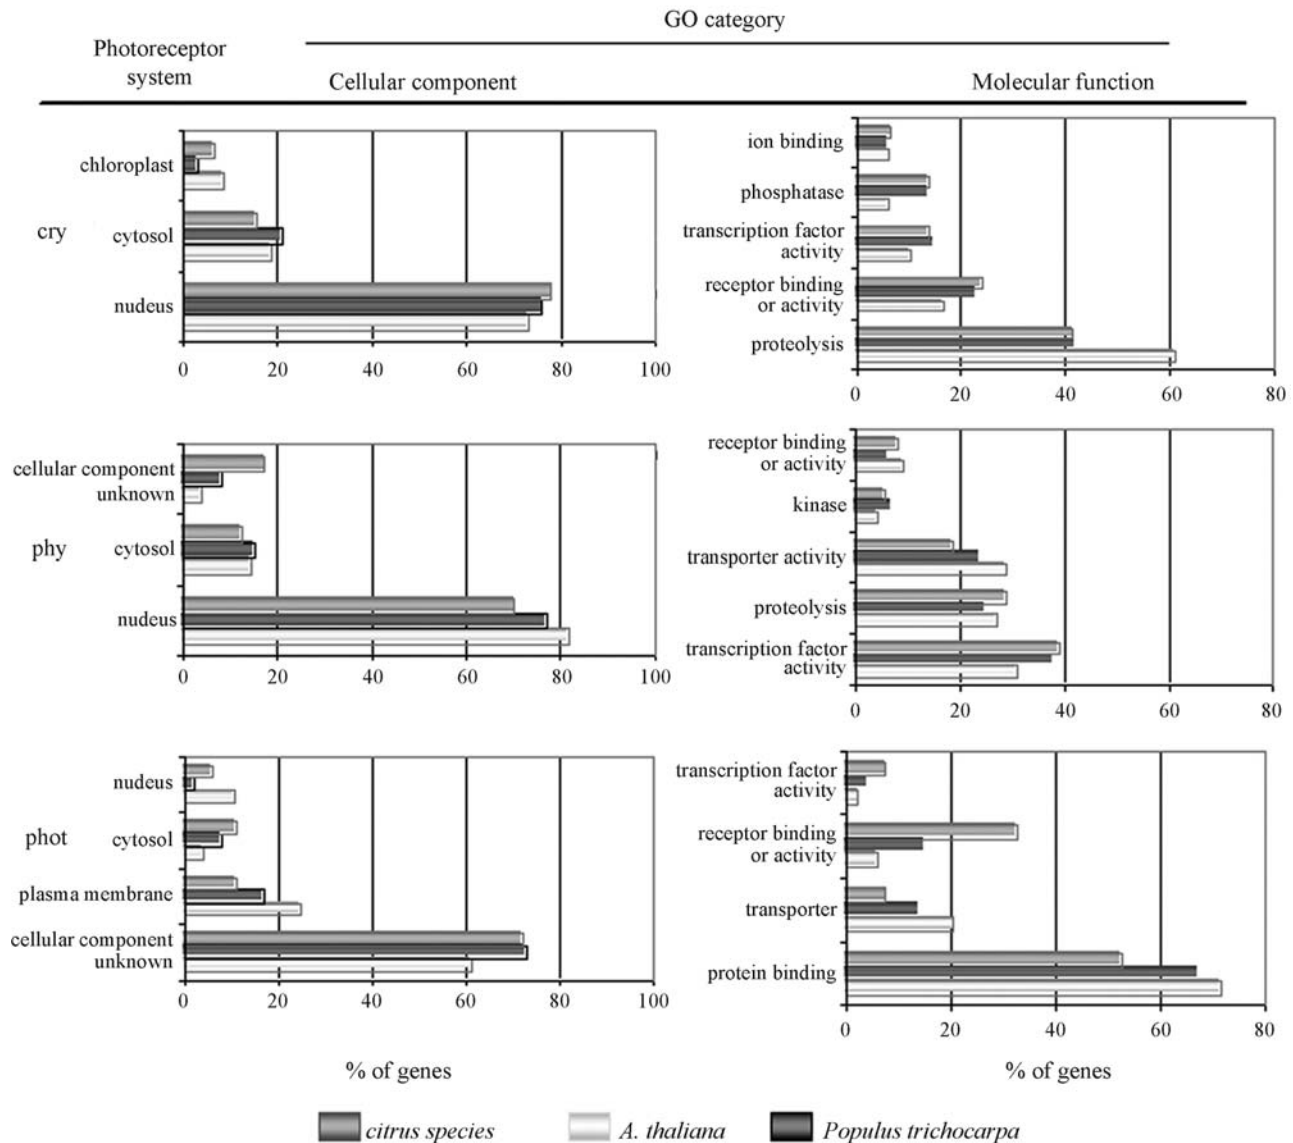 GO category
Photoreceptor
system
Cellular component
Molecular function
cry
chloroplast
cytosol
nudeus
0 20 40 60 80 100
ion binding
phosphatase
transcription factor
activity
receptor binding
or activity
proteolysis
0 20 40 60 80
phy
cellular component
unknown
cytosol
nudeus
0 20 40 60 80 100
receptor binding
or activity
kinase
transporter activity
proteolysis
transcription factor
activity
0 20 40 60 80
phot
nudeus
cytosol
plasma membrane
cellular component
unknown
0 20 40 60 80 100
% of genes
transcription factor
activity
receptor binding
or activity
transporter
protein binding
0 20 40 60 80
% of genes
citrus species A. thaliana Populus trichocarpa